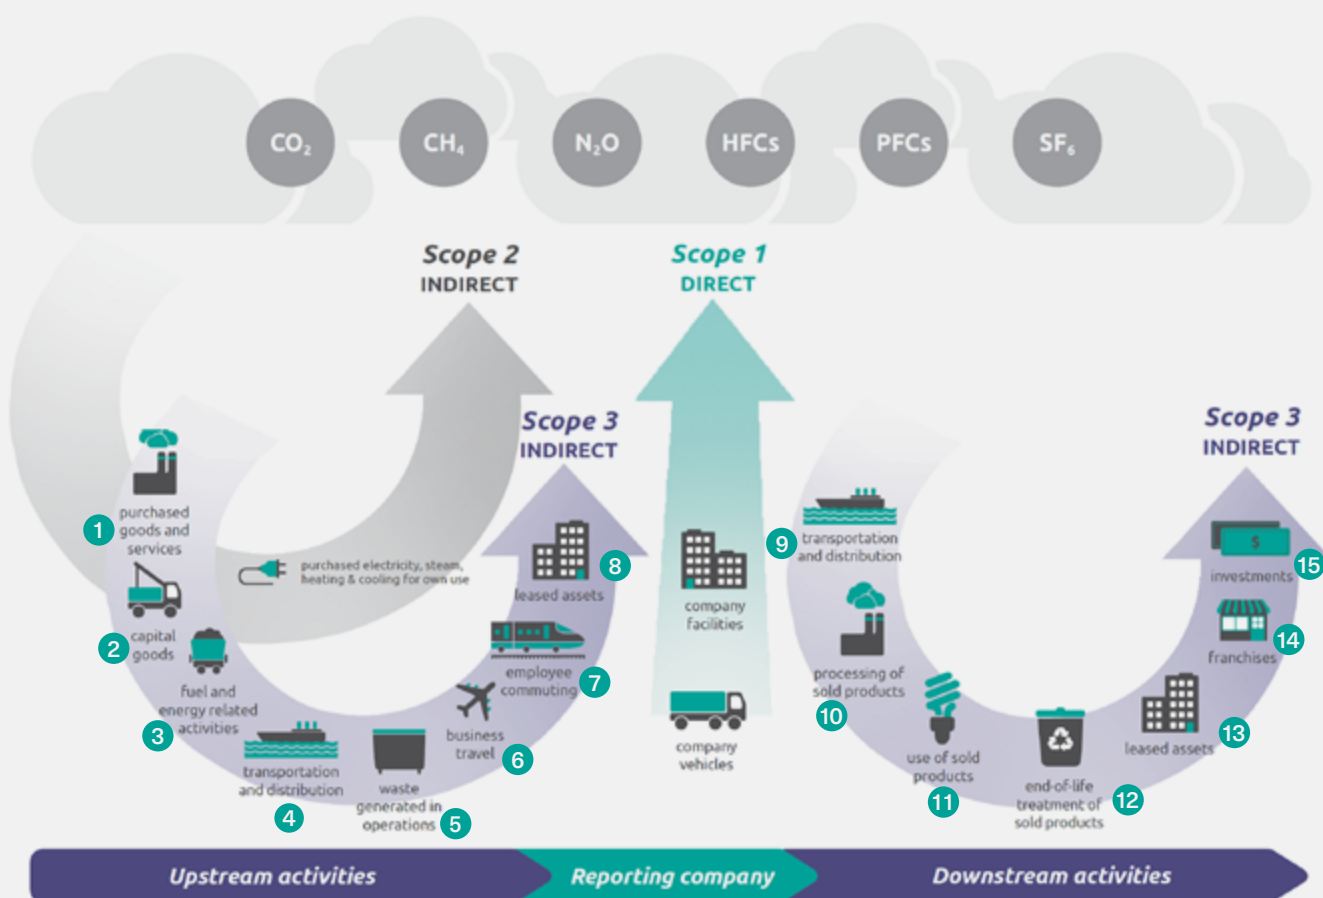 CO₂
CH₄
N₂O
HFCs
PFCs
SF₆
Scope 2
INDIRECT
Scope 1
DIRECT
Scope 3
INDIRECT
Scope 3
INDIRECT
1
purchased
goods and
services
2
capital
goods
3
fuel and
energy related
activities
purchased electricity, steam,
heating & cooling for own use
4
transportation
and distribution
5
waste
generated in
operations
6
business
travel
7
employee
commuting
8
leased assets
company
facilities
company
vehicles
9
transportation
and distribution
10
processing of
sold products
11
use of sold
products
12
end-of-life
treatment of
sold products
13
leased assets
14
franchises
15
$
investments
Upstream activities
Reporting company
Downstream activities